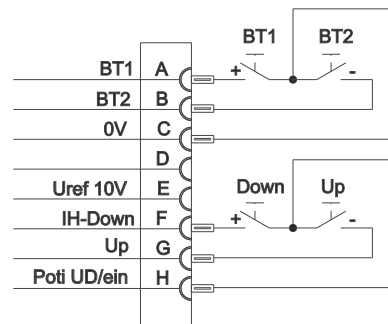 BT1 BT2
BT1 A + -
BT2 B
0V C
D
Uref 10V E Down Up
IH-Down F + -
Up G
Poti UD/ein H